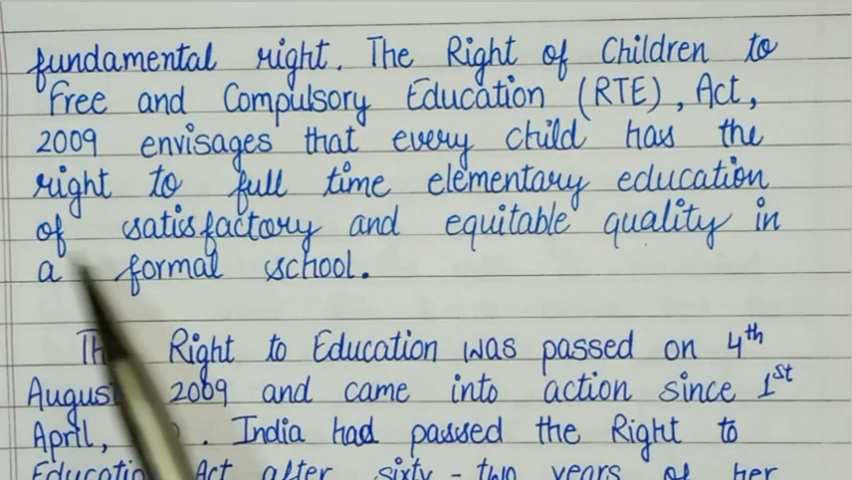 fundamental right. The Right of Children to
Free and Compulsory Education (RTE), Act,
2009 envisages that every child has the
right to full time elementary education
of satisfactory and equitable quality in
a formal school.
Right to Education was passed on 4th
August 2009 and came into action since 1st
April, . India had passed the Right to
Education Act after sixty-two years of her